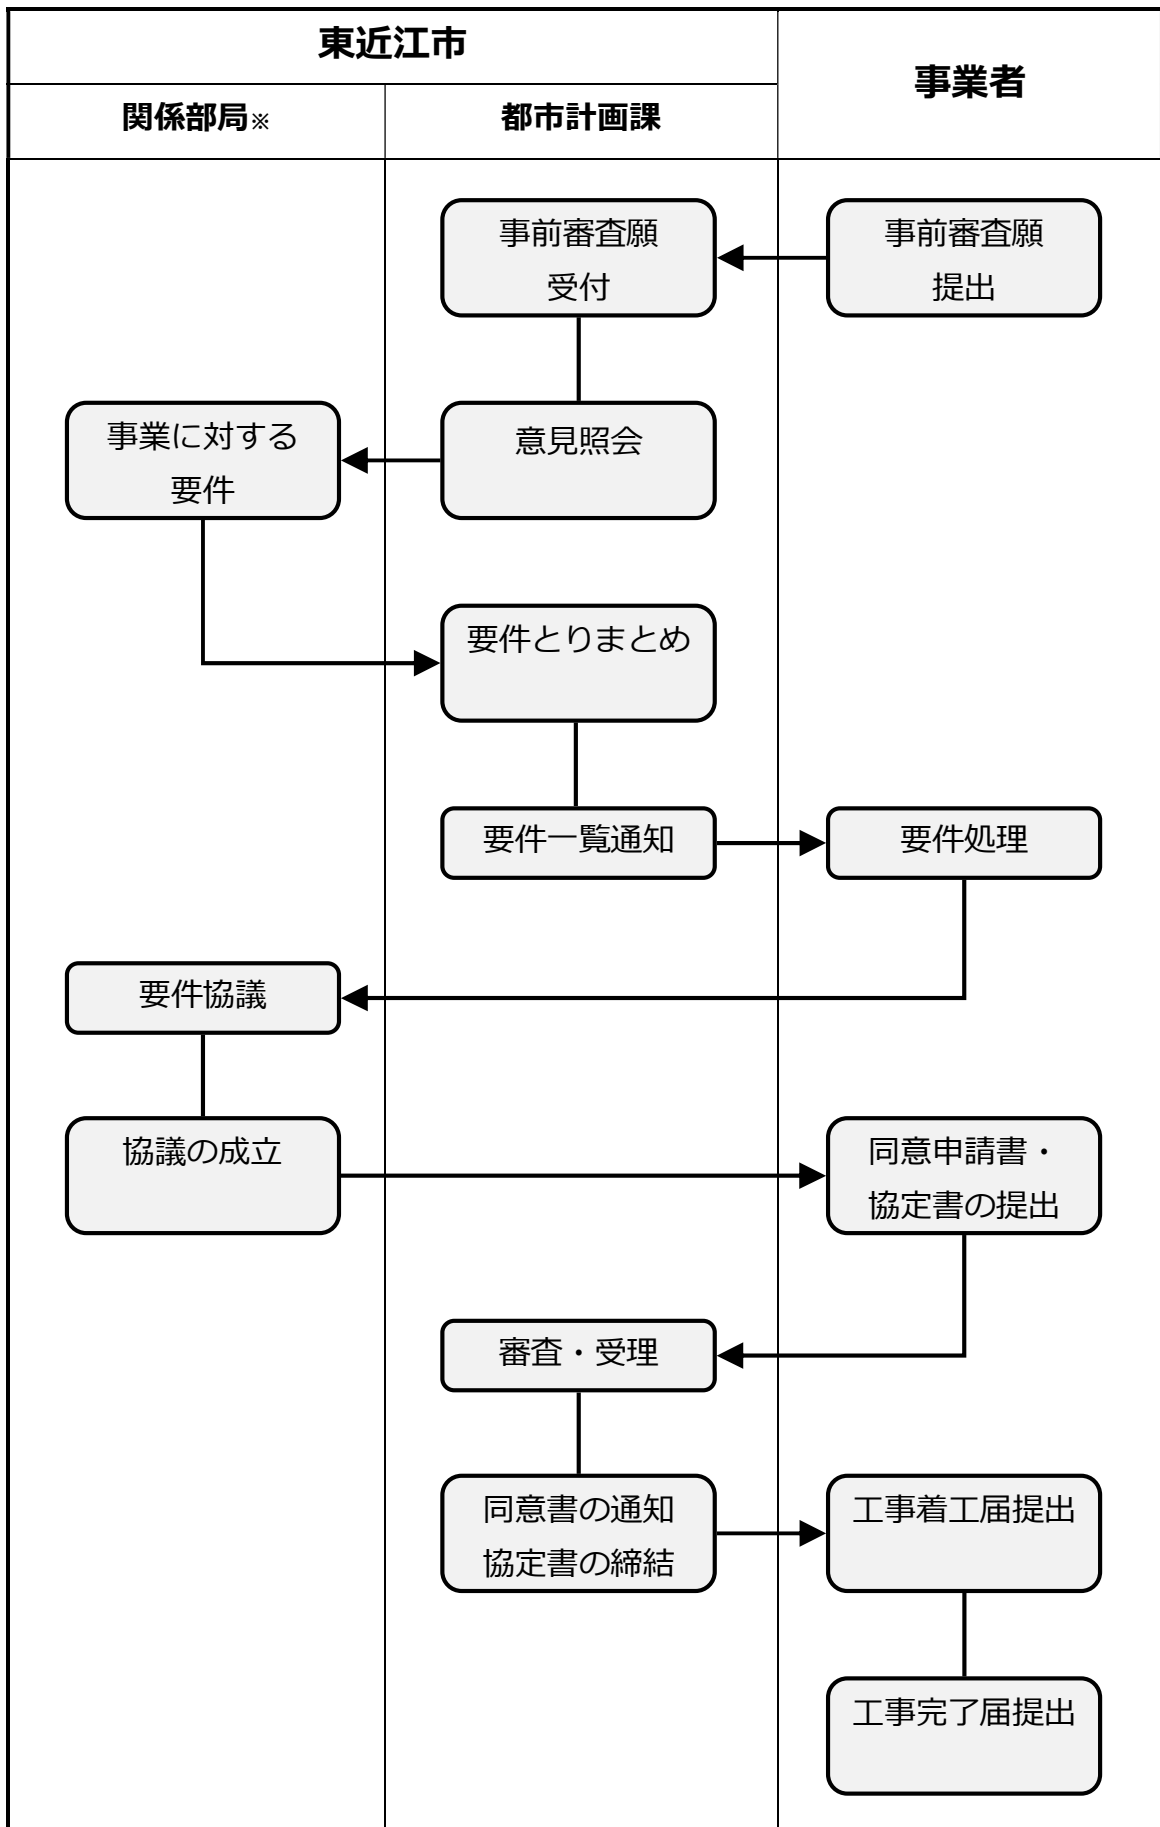 東近江市
事業者
関係部局※
都市計画課
事前審査願
受付
事前審査願
提出
事業に対する
要件
意見照会
要件とりまとめ
要件一覧通知
要件処理
要件協議
協議の成立
同意申請書・
協定書の提出
審査・受理
同意書の通知
協定書の締結
工事着工届提出
工事完了届提出